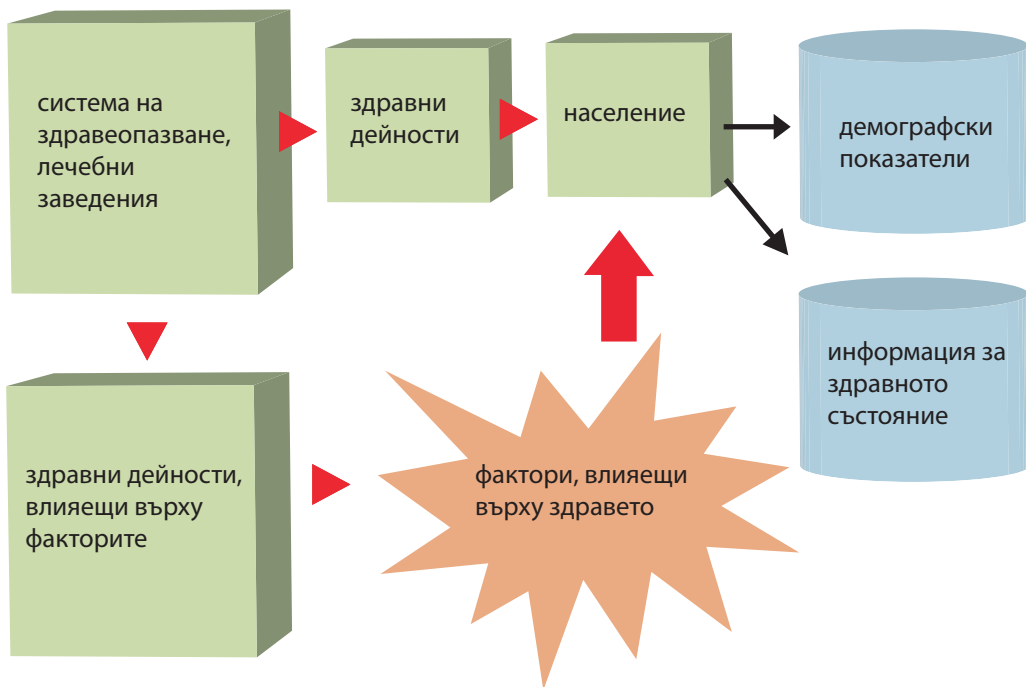 система на
здравеопазване,
лечебни
заведения
здравни
дейности
население
демографски
показатели
информация за
здравното
състояние
здравни дейности,
влияещи върху
факторите
фактори, влияещи
върху здравето